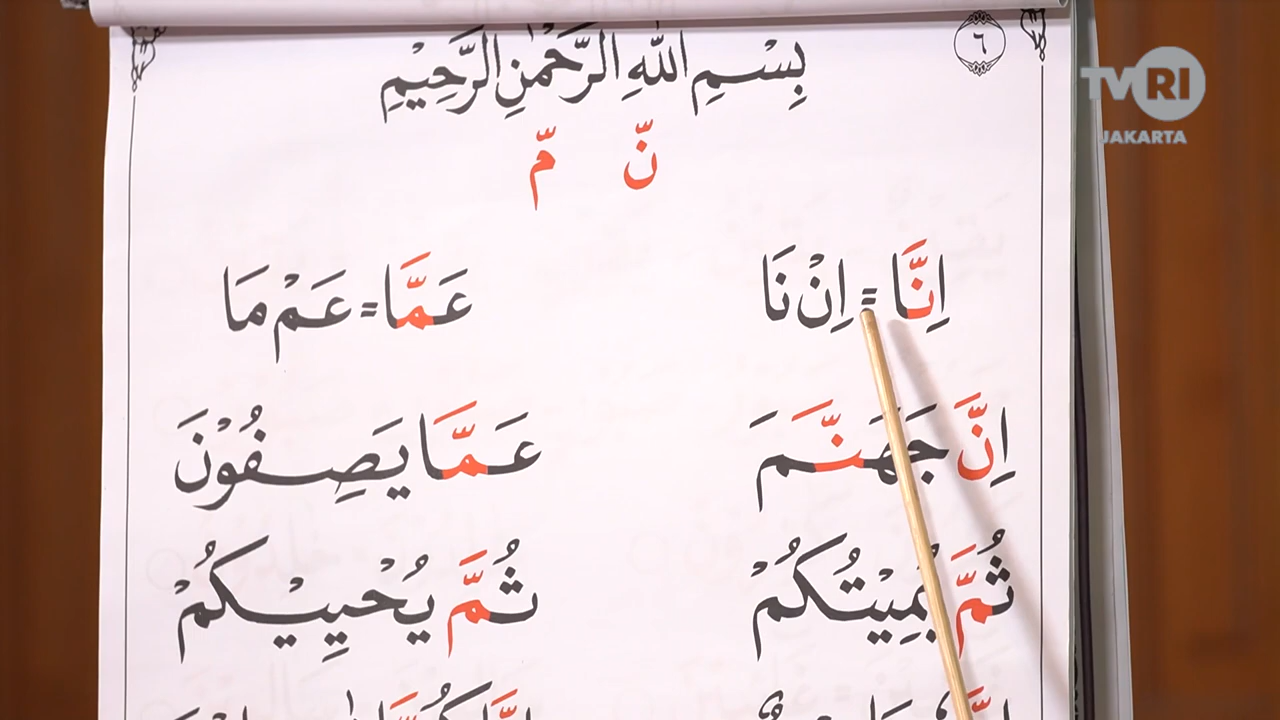 ٦
بِسْمِ اللّٰهِ الرَّحْمٰنِ الرَّحِيْمِ
نّ مّ
اِنَّا = اِنْ نَا عَمَّا = عَمْ مَا
اِنَّ جَهَنَّمَ عَمَّا يَصِفُوْنَ
ثُمَّ يُمِيْتُكُمْ ثُمَّ يُحْيِيْكُمْ
TVRI
JAKARTA